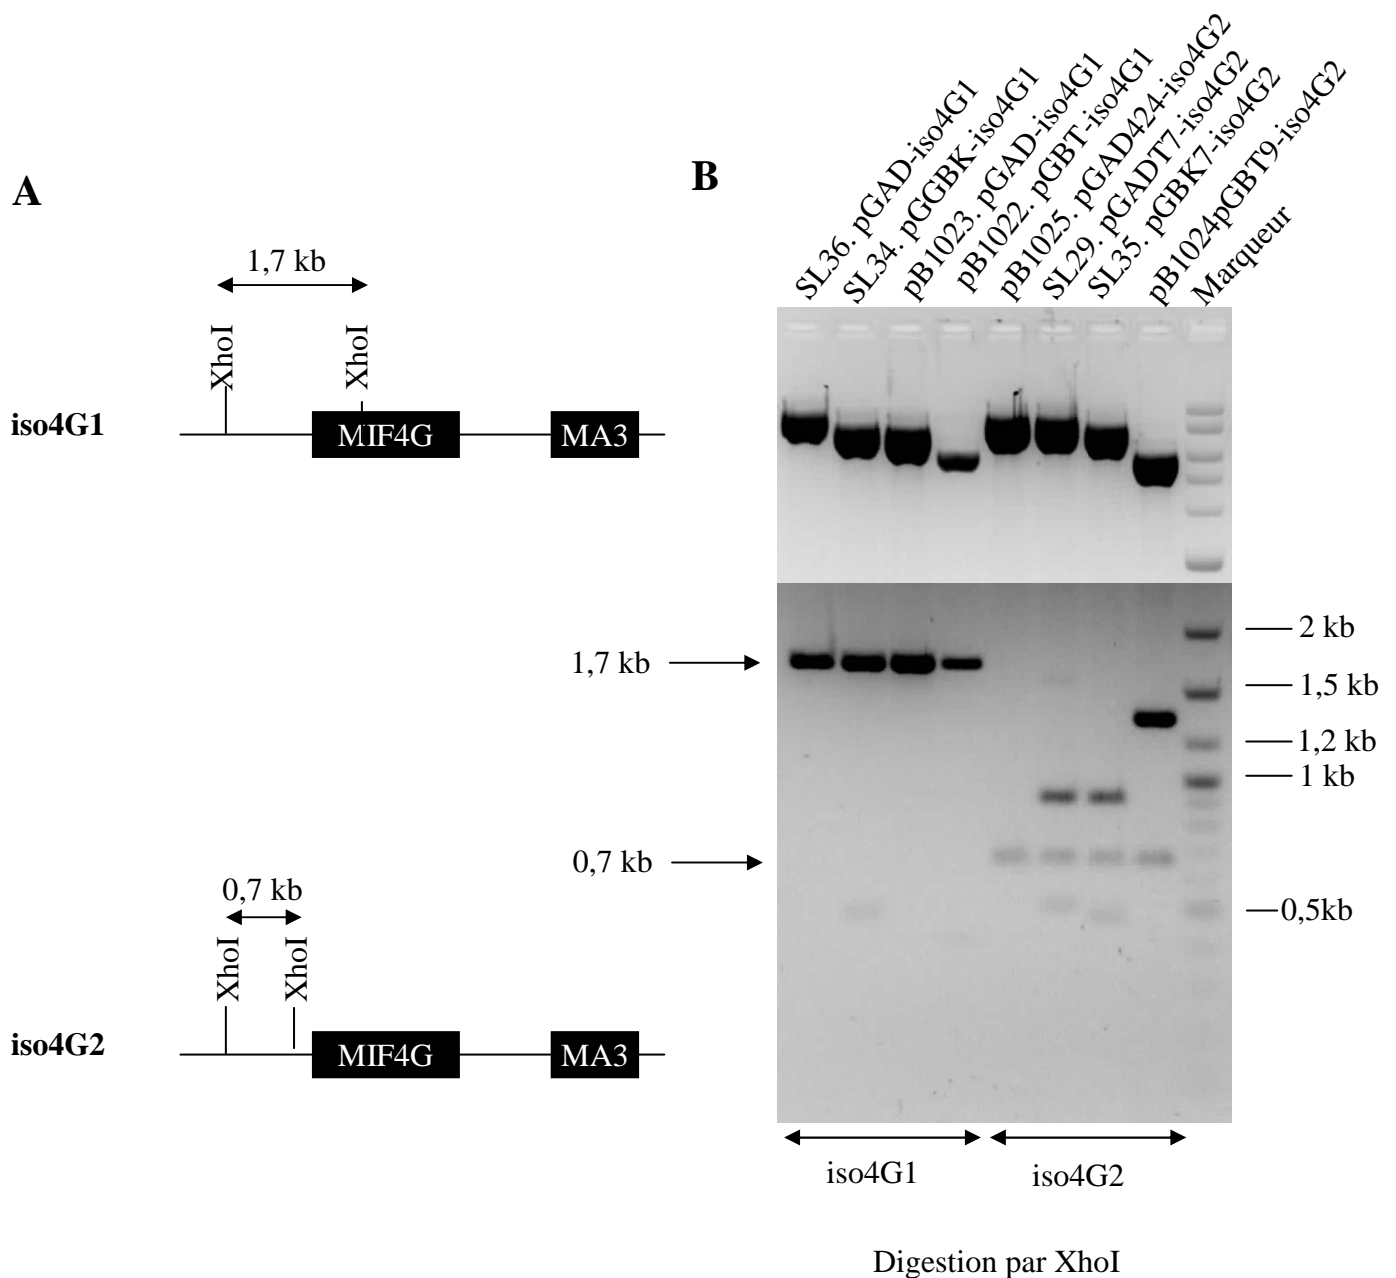 A
1,7 kb
XhoI
XhoI
iso4G1
MIF4G
MA3
1,7 kb
0,7 kb
0,7 kb
XhoI
XhoI
iso4G2
MIF4G
MA3
B
SL36. pGAD-iso4G1
SL34. pGGBK-iso4G1
pB1023. pGAD-iso4G1
pB1022. pGBT-iso4G1
pB1025. pGAD424-iso4G2
SL29. pGADT7-iso4G2
SL35. pGBK7-iso4G2
pB1024pGBT9-iso4G2
Marqueur
2 kb
1,5 kb
1,2 kb
1 kb
0,5kb
iso4G1
iso4G2
Digestion par XhoI